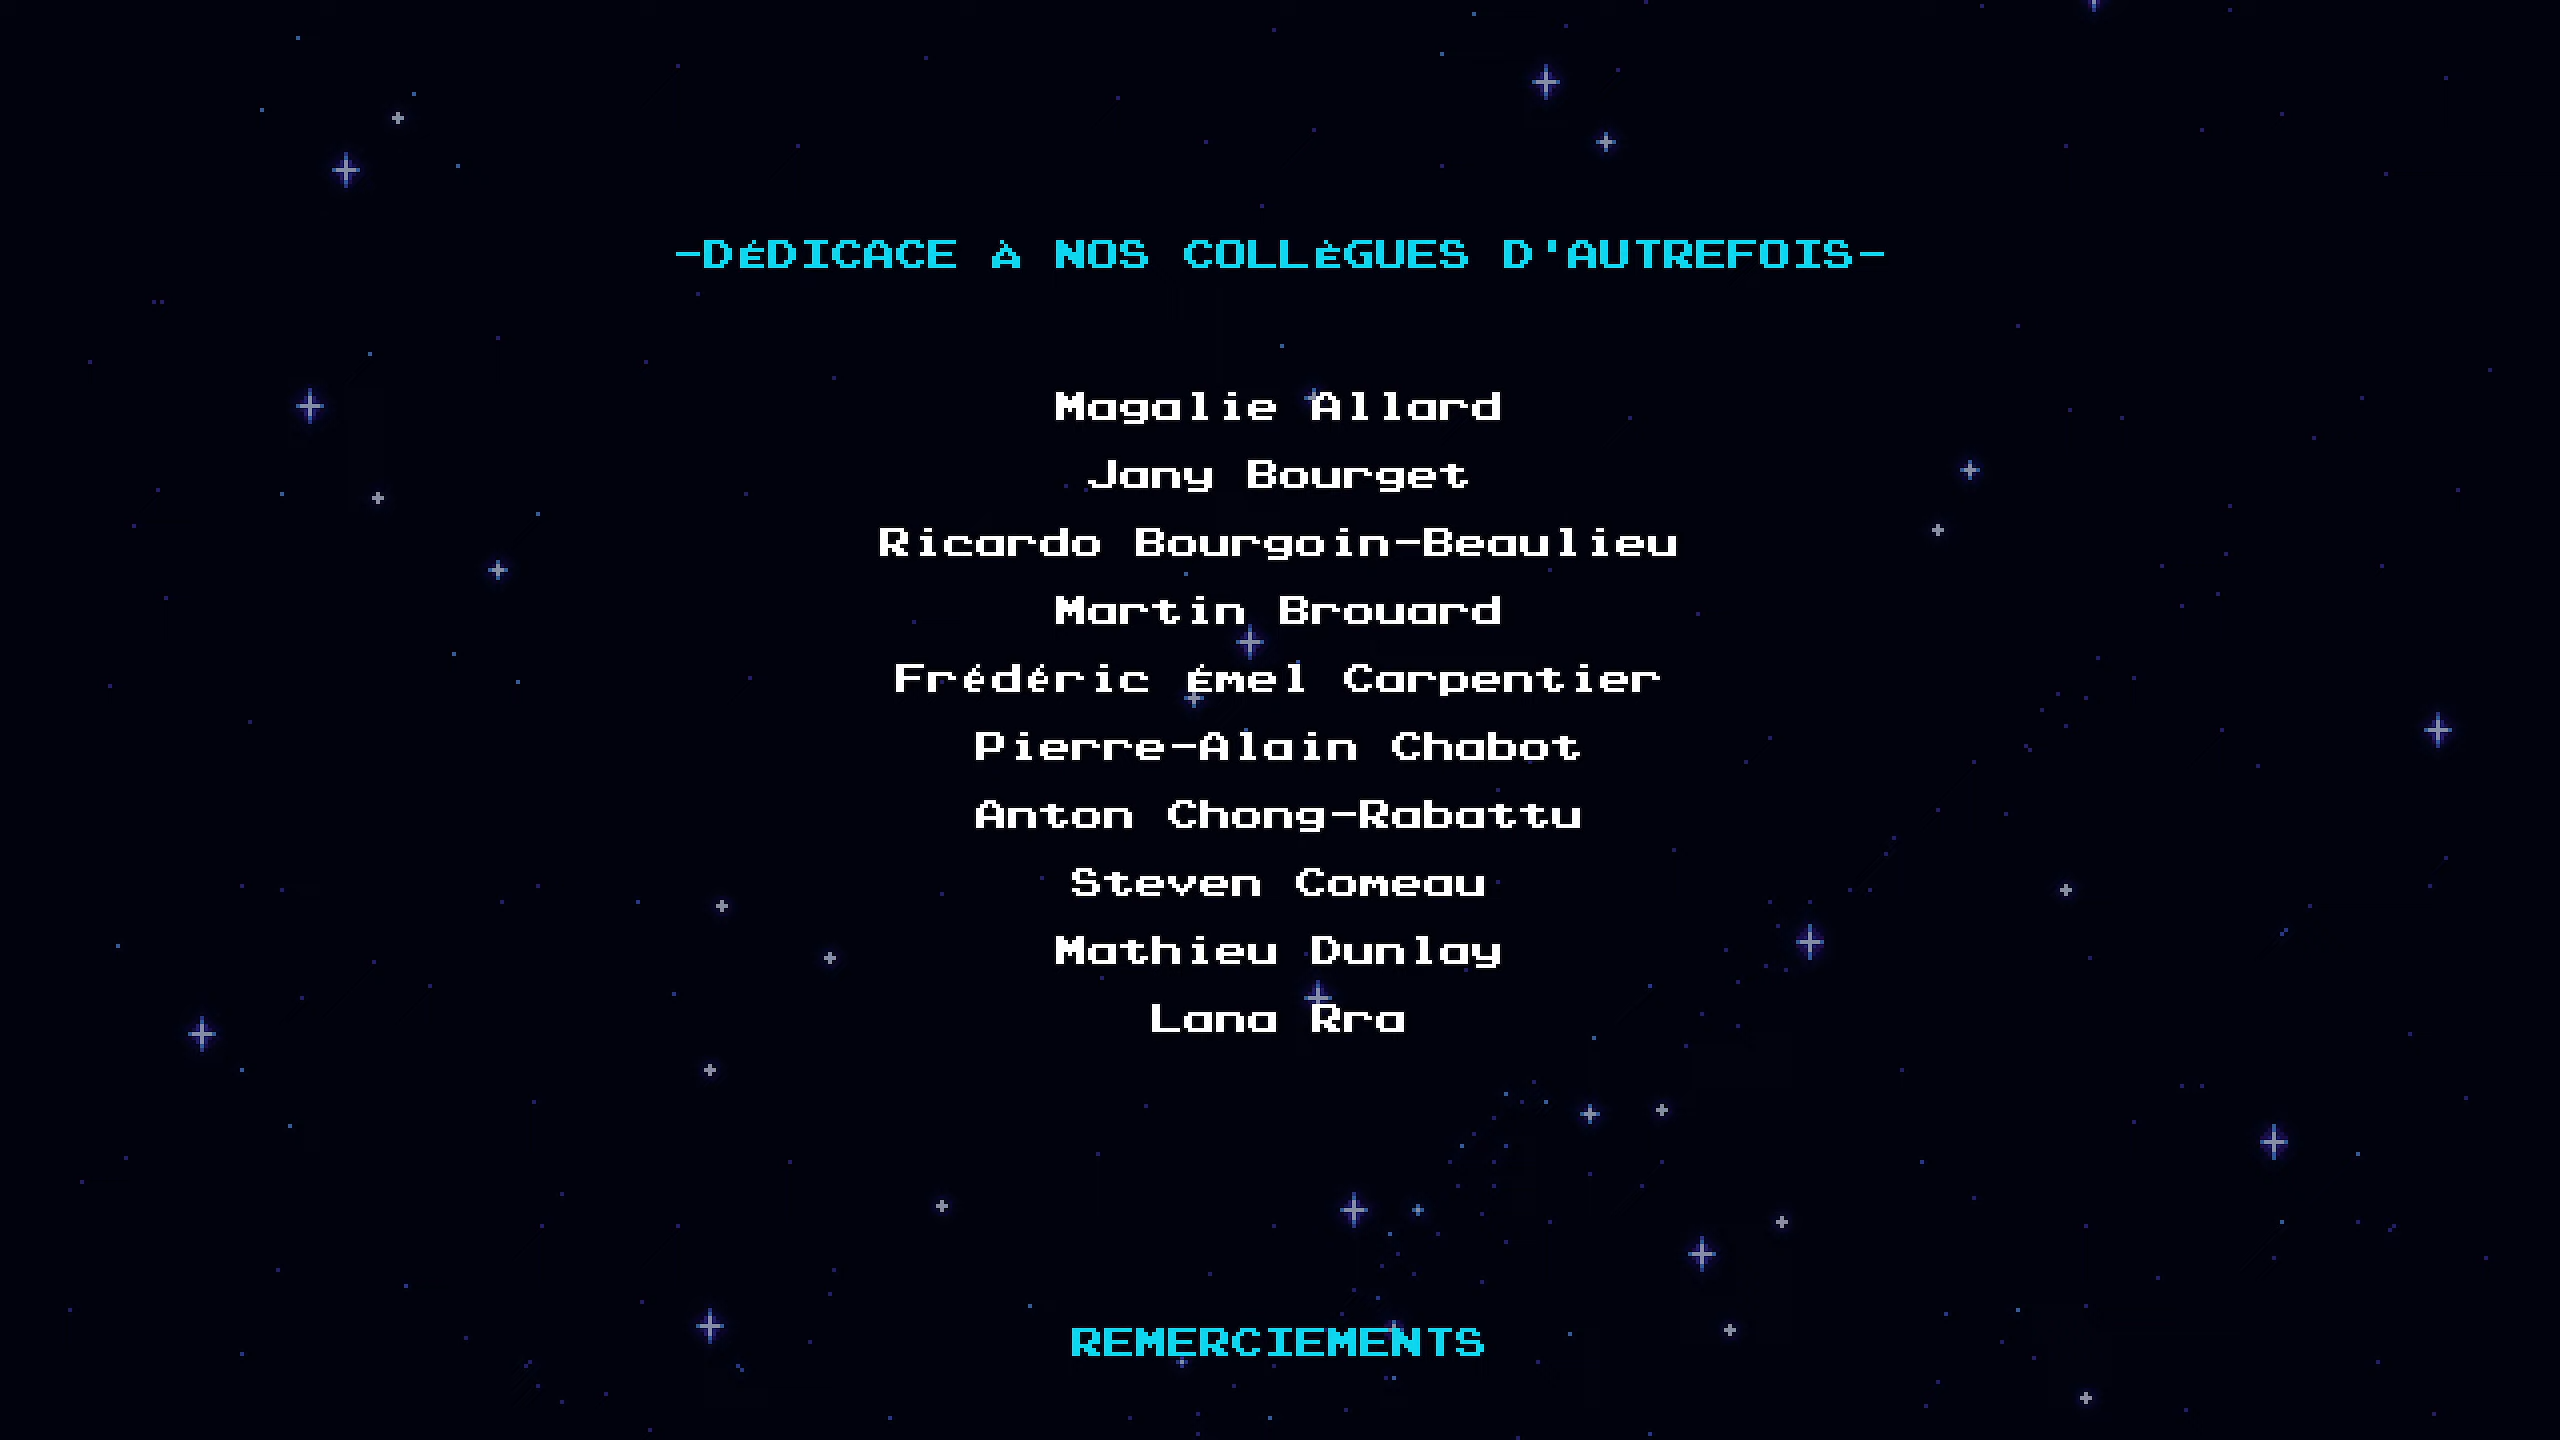 -DÉDICACE À NOS COLLÈGUES D'AUTREFOIS-
Magalie Allard
Jany Bourget
Ricardo Bourgoin-Beaulieu
Martin Brouard
Frédéric Émel Carpentier
Pierre-Alain Chabot
Anton Chong-Rabattu
Steven Comeau
Mathieu Dunlay
Lana Rra
REMERCIEMENTS